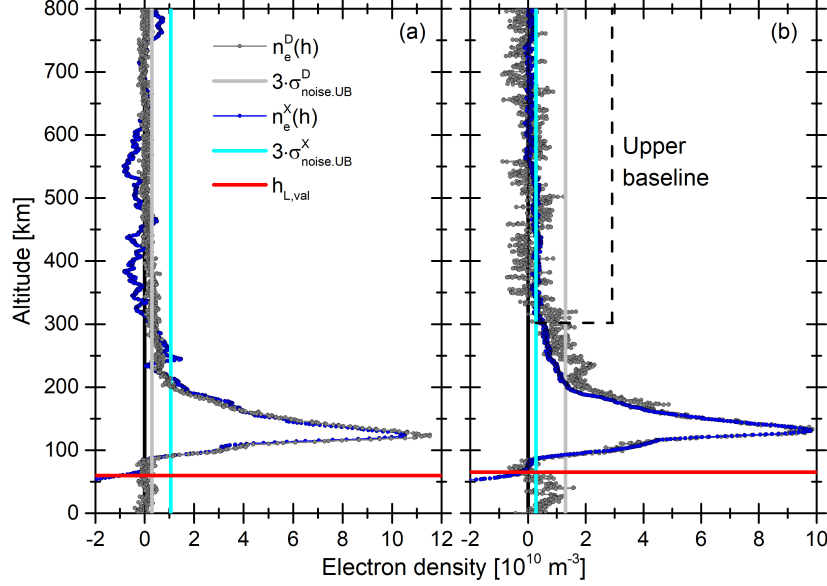 (a)
(b)
n_e^D(h)
3·σ_noise.UB^D
n_e^X(h)
3·σ_noise.UB^X
h_L,val
Upper
baseline
Altitude [km]
800
700
600
500
400
300
200
100
0
-2 0 2 4 6 8 10 12
-2 0 2 4 6 8 10
Electron density [10^10 m^-3]